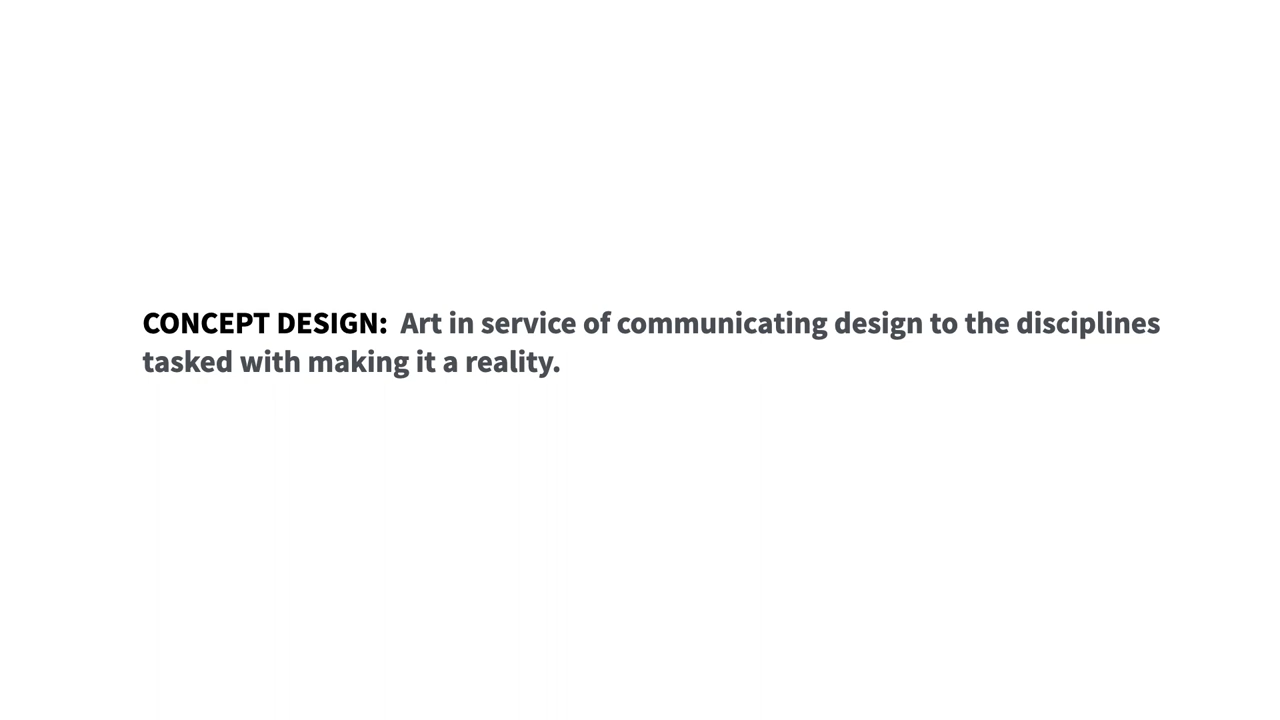 CONCEPT DESIGN: Art in service of communicating design to the disciplines
tasked with making it a reality.